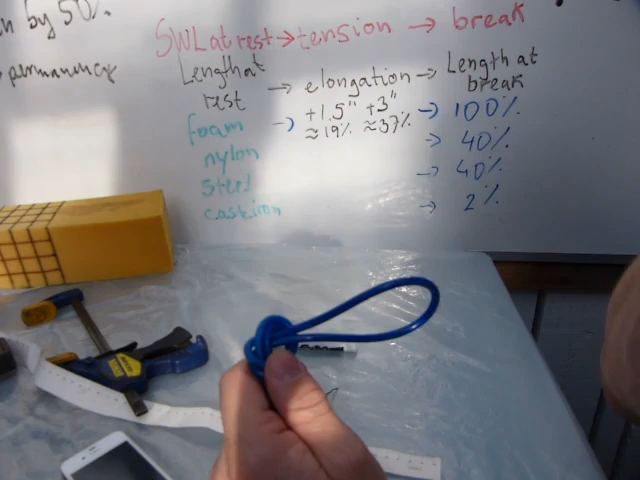 n by 50%
permanency
SWL at rest → tension → break
Length at rest → elongation → Length at break
+1.5" +3"
foam → ≈19% ≈37% → 100%
nylon → 40%
steel → 40%
cast iron → 2%